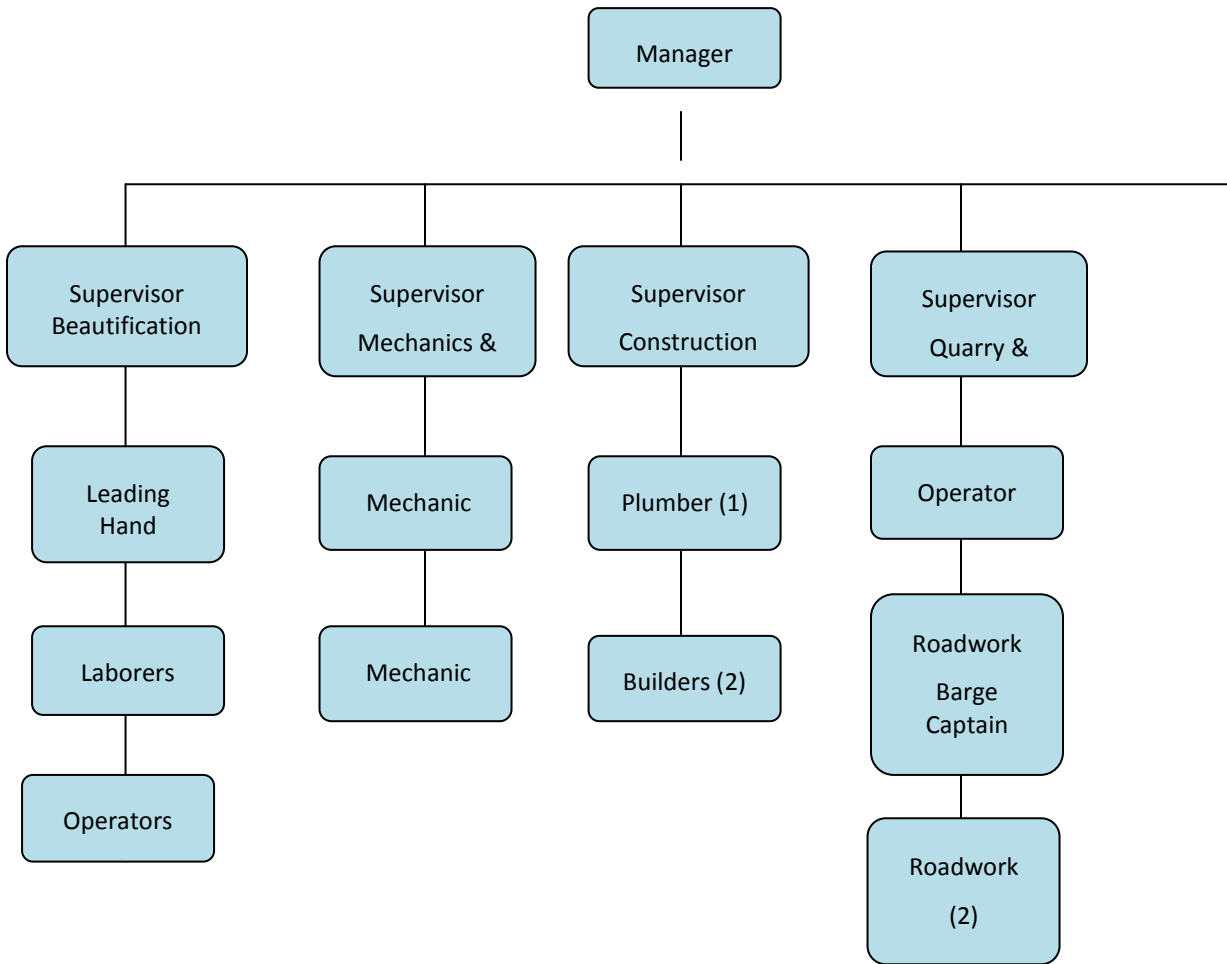 Manager
Supervisor
Beautification
Supervisor
Mechanics &
Supervisor
Construction
Supervisor
Quarry &
Leading
Hand
Mechanic
Plumber (1)
Operator
Laborers
Mechanic
Builders (2)
Roadwork
Barge
Captain
Operators
Roadwork
(2)